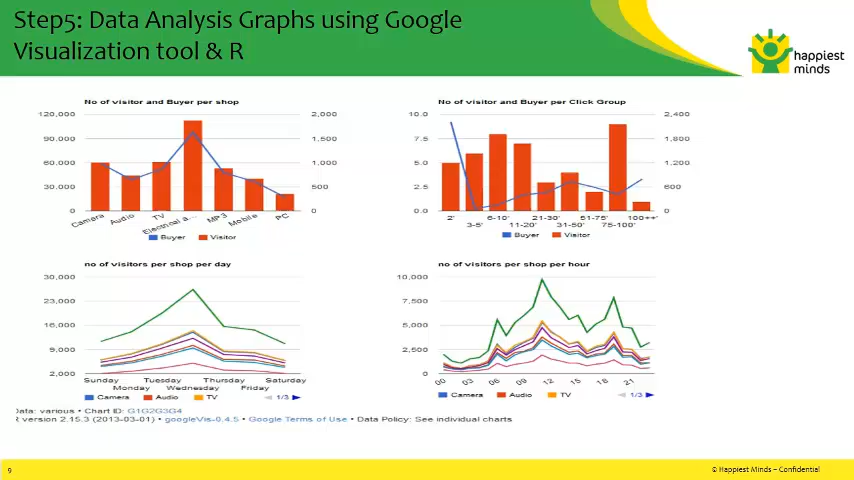 Step5: Data Analysis Graphs using Google
Visualization tool & R
happiest
minds
No of visitor and Buyer per shop
120,000
90.000
60.000
30.000
0
2,000
1,500
1,000
500
0
Camera
Audio
TV
Electrical a...
MP3
Mobile
PC
Buyer
Visitor
No of visitor and Buyer per Click Group
10.0
7.5
5.0
2.5
0.0
2,400
1,800
1,200
600
0
2'
3-5'
6-10'
11-20'
21-30'
31-50'
51-75'
75-100'
100++'
Buyer
Visitor
no of visitors per shop per day
30,000
23,000
16,000
9,000
2,000
Sunday
Monday
Tuesday
Wednesday
Thursday
Friday
Saturday
Camera
Audio
TV
1/3
no of visitors per shop per hour
10,000
7,500
5,000
2,500
0
00
03
06
09
12
15
18
21
Camera
Audio
TV
1/3
Data: various • Chart ID: G1G2G3G4
R version 2.15.3 (2013-03-01) • googleVis-0.4.5 • Google Terms of Use • Data Policy: See individual charts
9
© Happiest Minds – Confidential